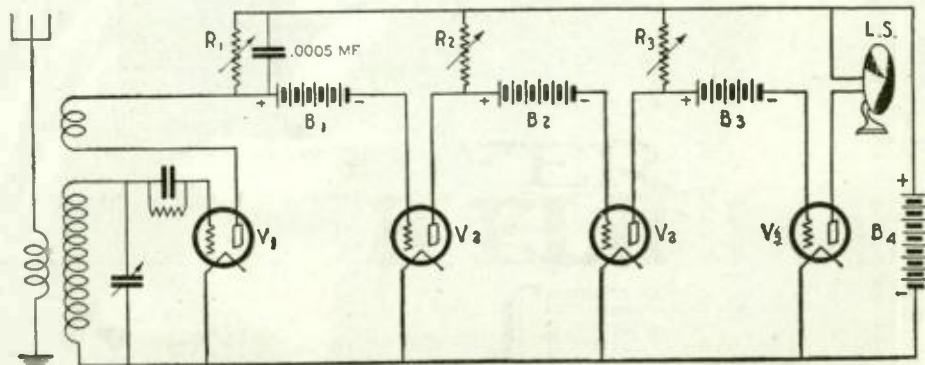 R1
.0005 MF
R2
R3
L.S.
+ B1 -
+ B2 -
+ B3 -
V1
V2
V3
V4
B4
+
-